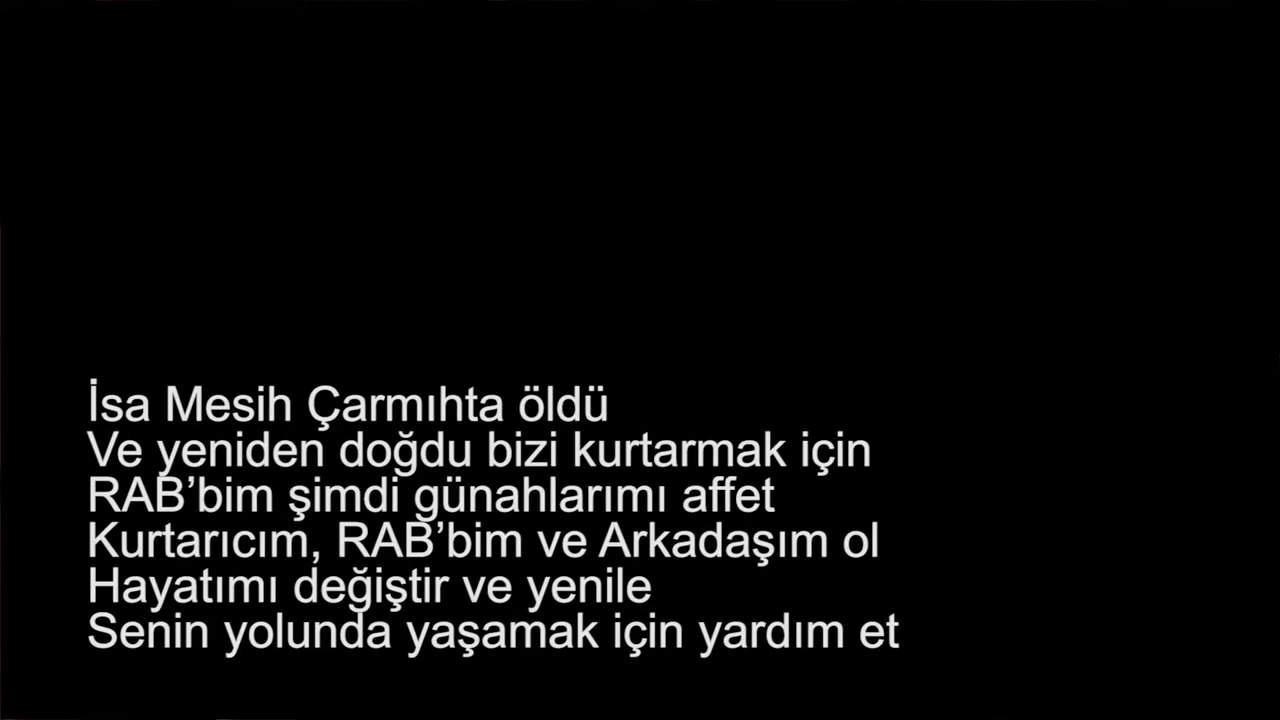 İsa Mesih Çarmıhta öldü
Ve yeniden doğdu bizi kurtarmak için
RAB’bim şimdi günahlarımı affet
Kurtarıcım, RAB’bim ve Arkadaşım ol
Hayatımı değiştir ve yenile
Senin yolunda yaşamak için yardım et